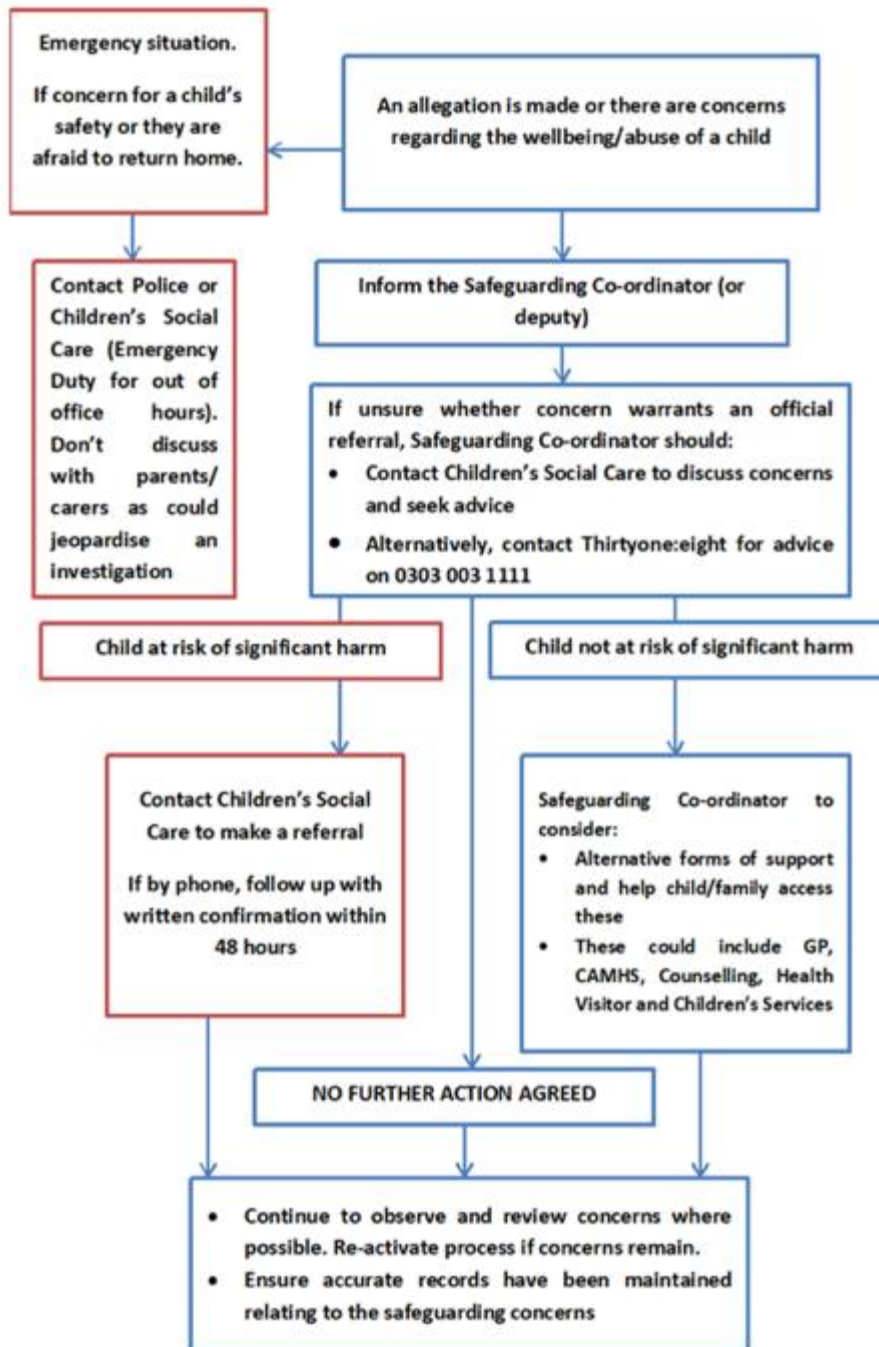 Emergency situation.
If concern for a child's
safety or they are
afraid to return home.
An allegation is made or there are concerns
regarding the wellbeing/abuse of a child
Contact Police or
Children's Social
Care (Emergency
Duty for out of
office hours).
Don't discuss
with parents/
carers as could
jeopardise an
investigation
Inform the Safeguarding Co-ordinator (or
deputy)
If unsure whether concern warrants an official
referral, Safeguarding Co-ordinator should:
• Contact Children's Social Care to discuss concerns
and seek advice
• Alternatively, contact Thirtyone:eight for advice
on 0303 003 1111
Child at risk of significant harm
Child not at risk of significant harm
Contact Children's Social
Care to make a referral
If by phone, follow up with
written confirmation within
48 hours
Safeguarding Co-ordinator to
consider:
• Alternative forms of support
and help child/family access
these
• These could include GP,
CAMHS, Counselling, Health
Visitor and Children's Services
NO FURTHER ACTION AGREED
• Continue to observe and review concerns where
possible. Re-activate process if concerns remain.
• Ensure accurate records have been maintained
relating to the safeguarding concerns